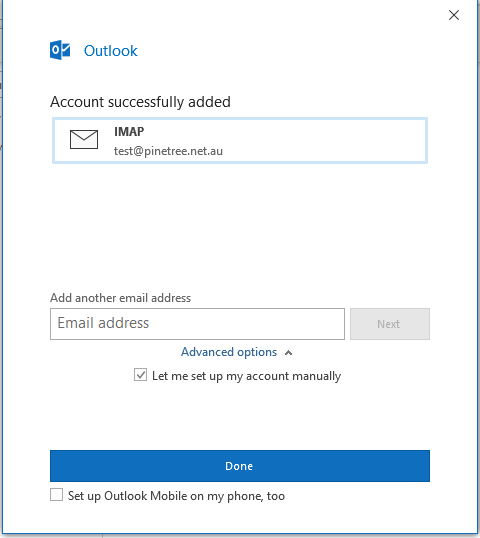 Outlook
Account successfully added
IMAP
test@pinetree.net.au
Add another email address
Email address
Next
Advanced options
Let me set up my account manually
Done
Set up Outlook Mobile on my phone, too